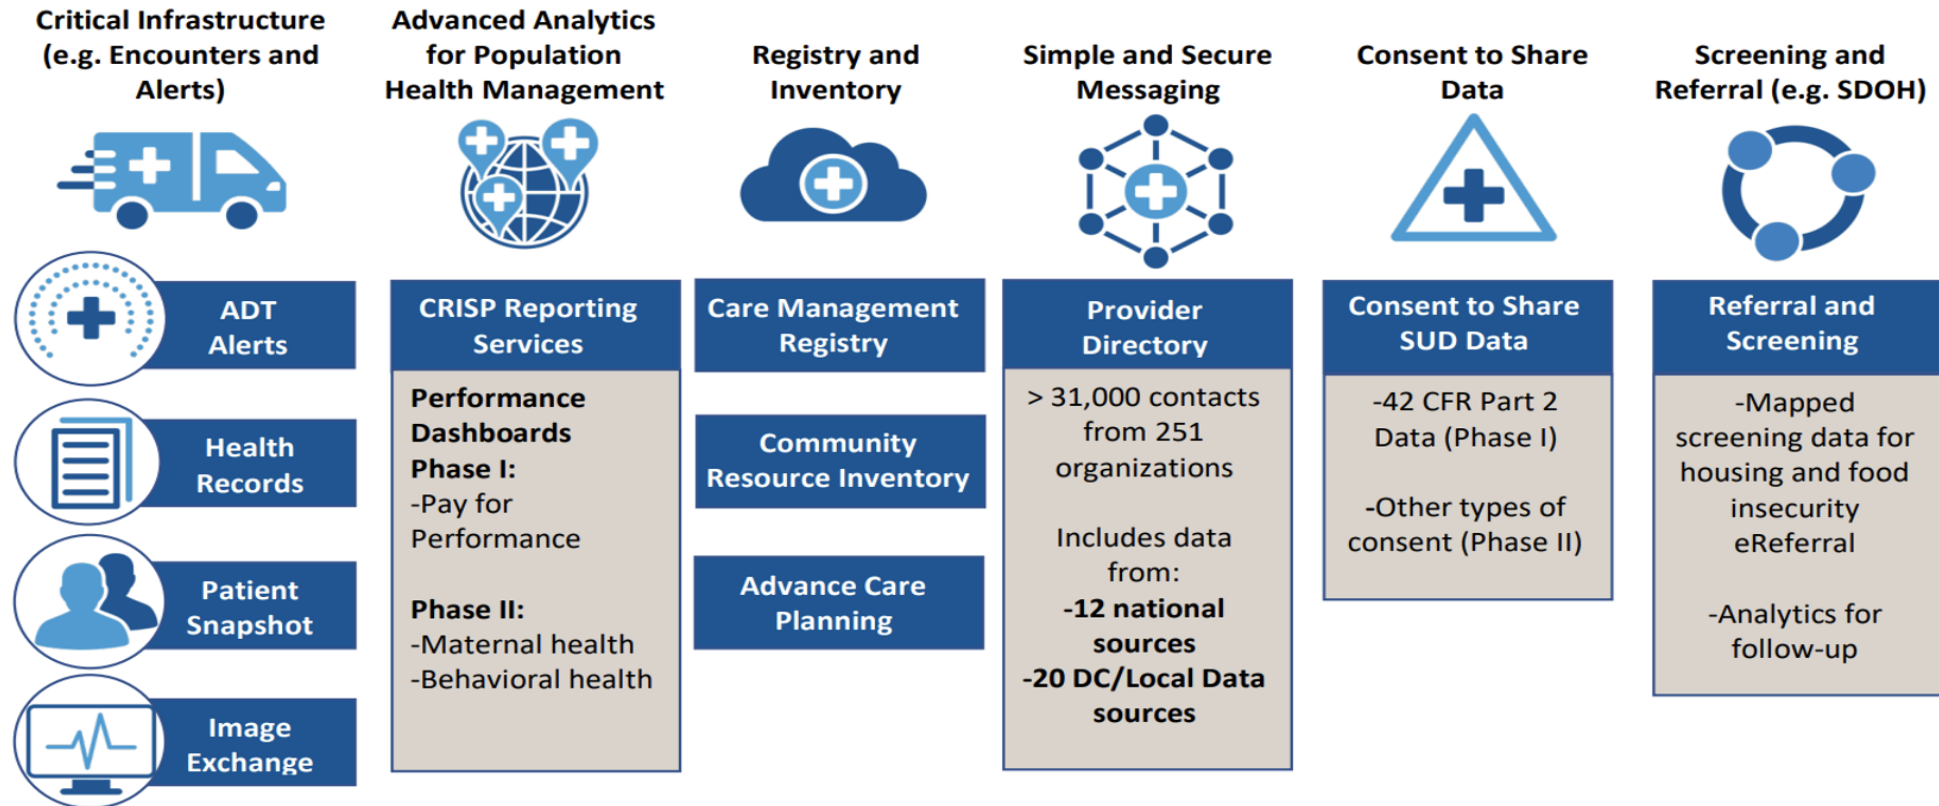 Critical Infrastructure
(e.g. Encounters and
Alerts)
ADT
Alerts
Health
Records
Patient
Snapshot
Image
Exchange
Advanced Analytics
for Population
Health Management
CRISP Reporting
Services
Performance
Dashboards
Phase I:
-Pay for
Performance
Phase II:
-Maternal health
-Behavioral health
Registry and
Inventory
Care Management
Registry
Community
Resource Inventory
Advance Care
Planning
Simple and Secure
Messaging
Provider
Directory
> 31,000 contacts
from 251
organizations
Includes data
from:
-12 national
sources
-20 DC/Local Data
sources
Consent to Share
Data
Consent to Share
SUD Data
-42 CFR Part 2
Data (Phase I)
-Other types of
consent (Phase II)
Screening and
Referral (e.g. SDOH)
Referral and
Screening
-Mapped
screening data for
housing and food
insecurity
eReferral
-Analytics for
follow-up